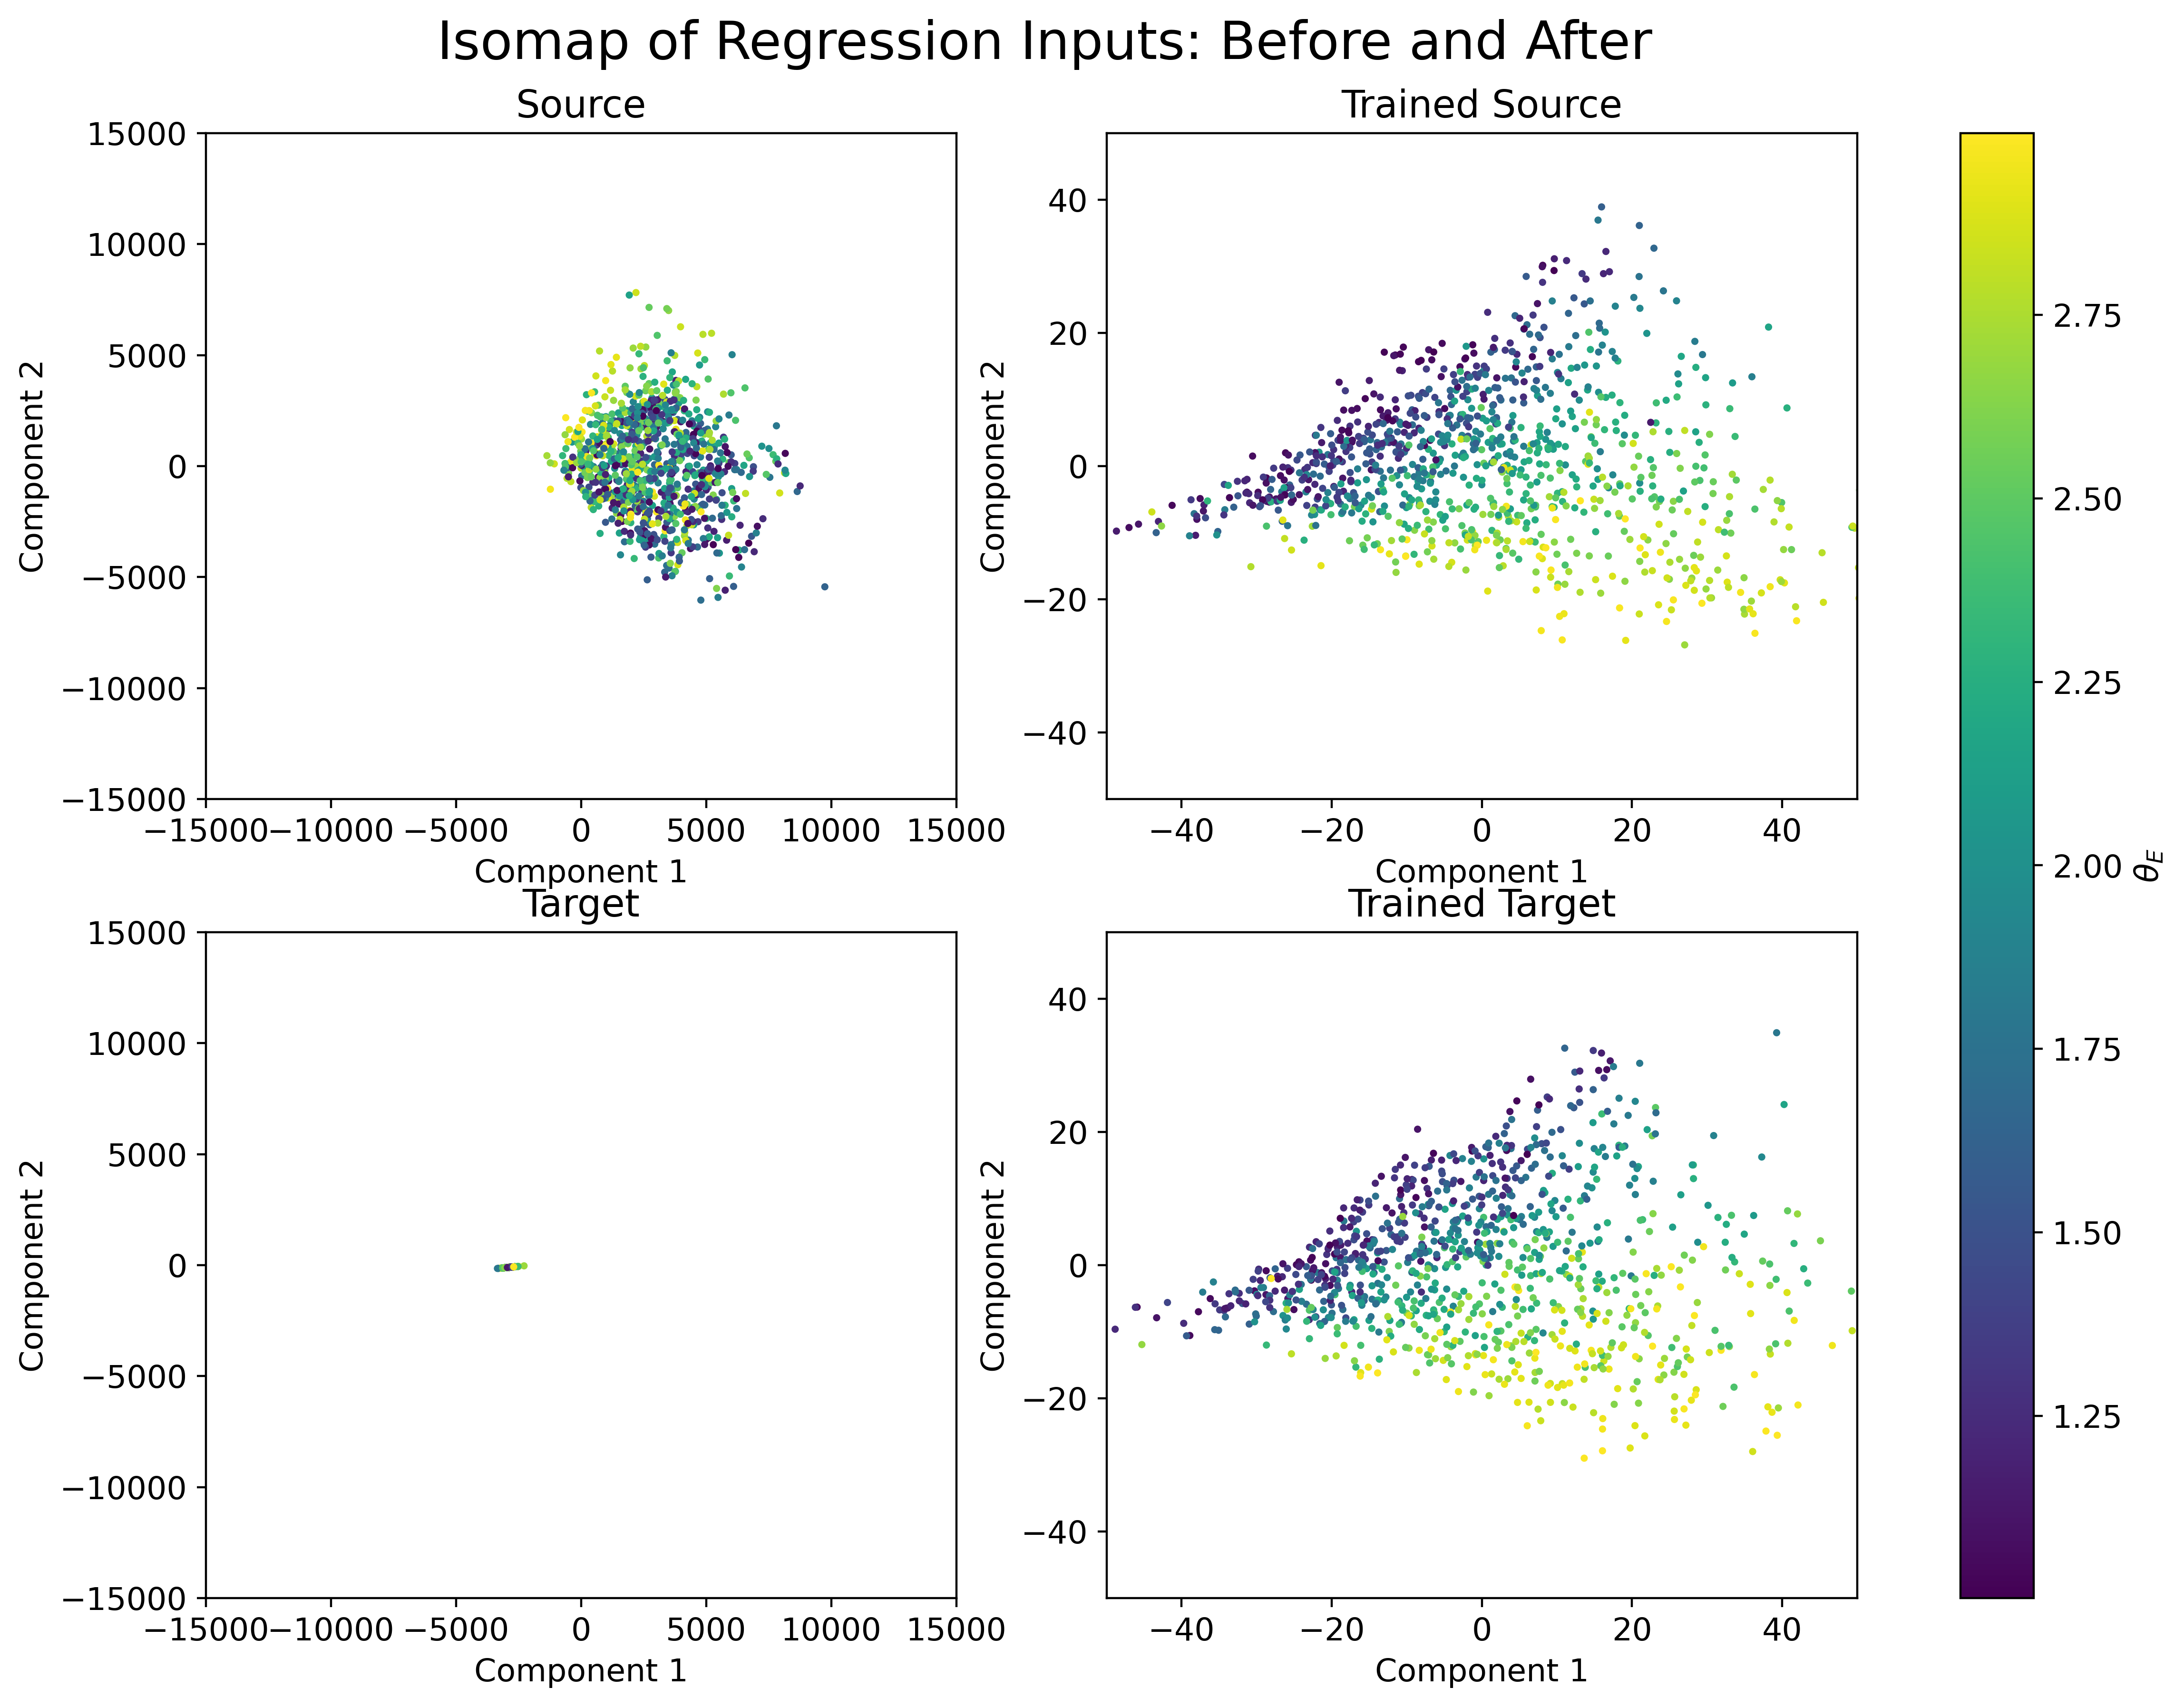 Isomap of Regression Inputs: Before and After
Source
15000
10000
5000
0
−5000
−10000
−15000
Component 2
−15000 −10000 −5000 0 5000 10000 15000
Component 1
Trained Source
40
20
0
−20
−40
Component 2
−40 −20 0 20 40
Component 1
Target
15000
10000
5000
0
−5000
−10000
−15000
Component 2
−15000 −10000 −5000 0 5000 10000 15000
Component 1
Trained Target
40
20
0
−20
−40
Component 2
−40 −20 0 20 40
Component 1
2.75
2.50
2.25
2.00
1.75
1.50
1.25
θ_E